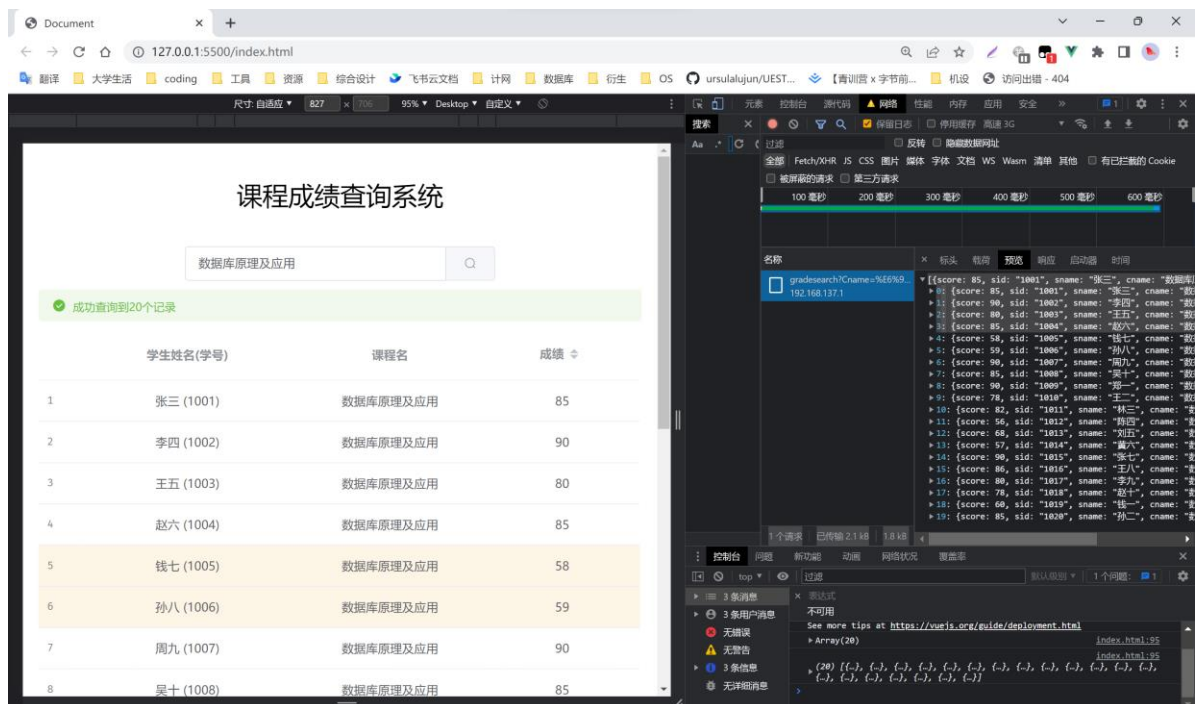 Document
127.0.0.1:5500/index.html
翻译 大学生活 coding 工具 资源 综合设计 飞书云文档 计网 数据库 衍生 OS ursulalujun/UEST... 【青训营 x 字节前... 机设 访问出错 - 404
尺寸: 自适应 827 × 706 95% Desktop 自定义
元素 控制台 源代码 网络 性能 内存 应用 安全 » 1
搜索 保留日志 停用缓存 高速 3G
Aa .* 过滤 反转 隐藏数据网址
全部 Fetch/XHR JS CSS 图片 媒体 字体 文档 WS Wasm 清单 其他 有已拦截的 Cookie
被屏蔽的请求 第三方请求
100 毫秒 200 毫秒 300 毫秒 400 毫秒 500 毫秒 600 毫秒
名称 × 标头 载荷 预览 响应 启动器 时间
gradesearch?Cname=%E6%9...
192.168.137.1
[{score: 85, sid: "1001", sname: "张三", cname: "数据库
0: {score: 85, sid: "1001", sname: "张三", cname: "数
1: {score: 90, sid: "1002", sname: "李四", cname: "数
2: {score: 80, sid: "1003", sname: "王五", cname: "数
3: {score: 85, sid: "1004", sname: "赵六", cname: "数
4: {score: 58, sid: "1005", sname: "钱七", cname: "数
5: {score: 59, sid: "1006", sname: "孙八", cname: "数
6: {score: 90, sid: "1007", sname: "周九", cname: "数
7: {score: 85, sid: "1008", sname: "吴十", cname: "数
8: {score: 90, sid: "1009", sname: "郑一", cname: "数
9: {score: 78, sid: "1010", sname: "王二", cname: "数
10: {score: 82, sid: "1011", sname: "林三", cname: "
11: {score: 56, sid: "1012", sname: "陈四", cname: "
12: {score: 68, sid: "1013", sname: "刘五", cname: "
13: {score: 57, sid: "1014", sname: "黄六", cname: "
14: {score: 90, sid: "1015", sname: "张七", cname: "
15: {score: 86, sid: "1016", sname: "王八", cname: "
16: {score: 80, sid: "1017", sname: "李九", cname: "
17: {score: 78, sid: "1018", sname: "赵十", cname: "
18: {score: 60, sid: "1019", sname: "钱一", cname: "
19: {score: 85, sid: "1020", sname: "孙二", cname: "
1 个请求 已传输 2.1 kB 1.8 kB
控制台 问题 新功能 动画 网络状况 覆盖率
top 过滤 默认级别 1 个问题: 1
3 条消息 × 表达式
3 条用户消息 不可用
无错误
无警告
3 条信息
无详细消息
See more tips at https://vuejs.org/guide/deployment.html
Array(20) index.html:95
index.html:95
(20) [{…}, {…}, {…}, {…}, {…}, {…}, {…}, {…}, {…}, {…}, {…}, {…}, {…},
{…}, {…}, {…}, {…}, {…}, {…}, {…}]
课程成绩查询系统
数据库原理及应用
成功查询到20个记录
学生姓名(学号) 课程名 成绩
1 张三 (1001) 数据库原理及应用 85
2 李四 (1002) 数据库原理及应用 90
3 王五 (1003) 数据库原理及应用 80
4 赵六 (1004) 数据库原理及应用 85
5 钱七 (1005) 数据库原理及应用 58
6 孙八 (1006) 数据库原理及应用 59
7 周九 (1007) 数据库原理及应用 90
8 吴十 (1008) 数据库原理及应用 85